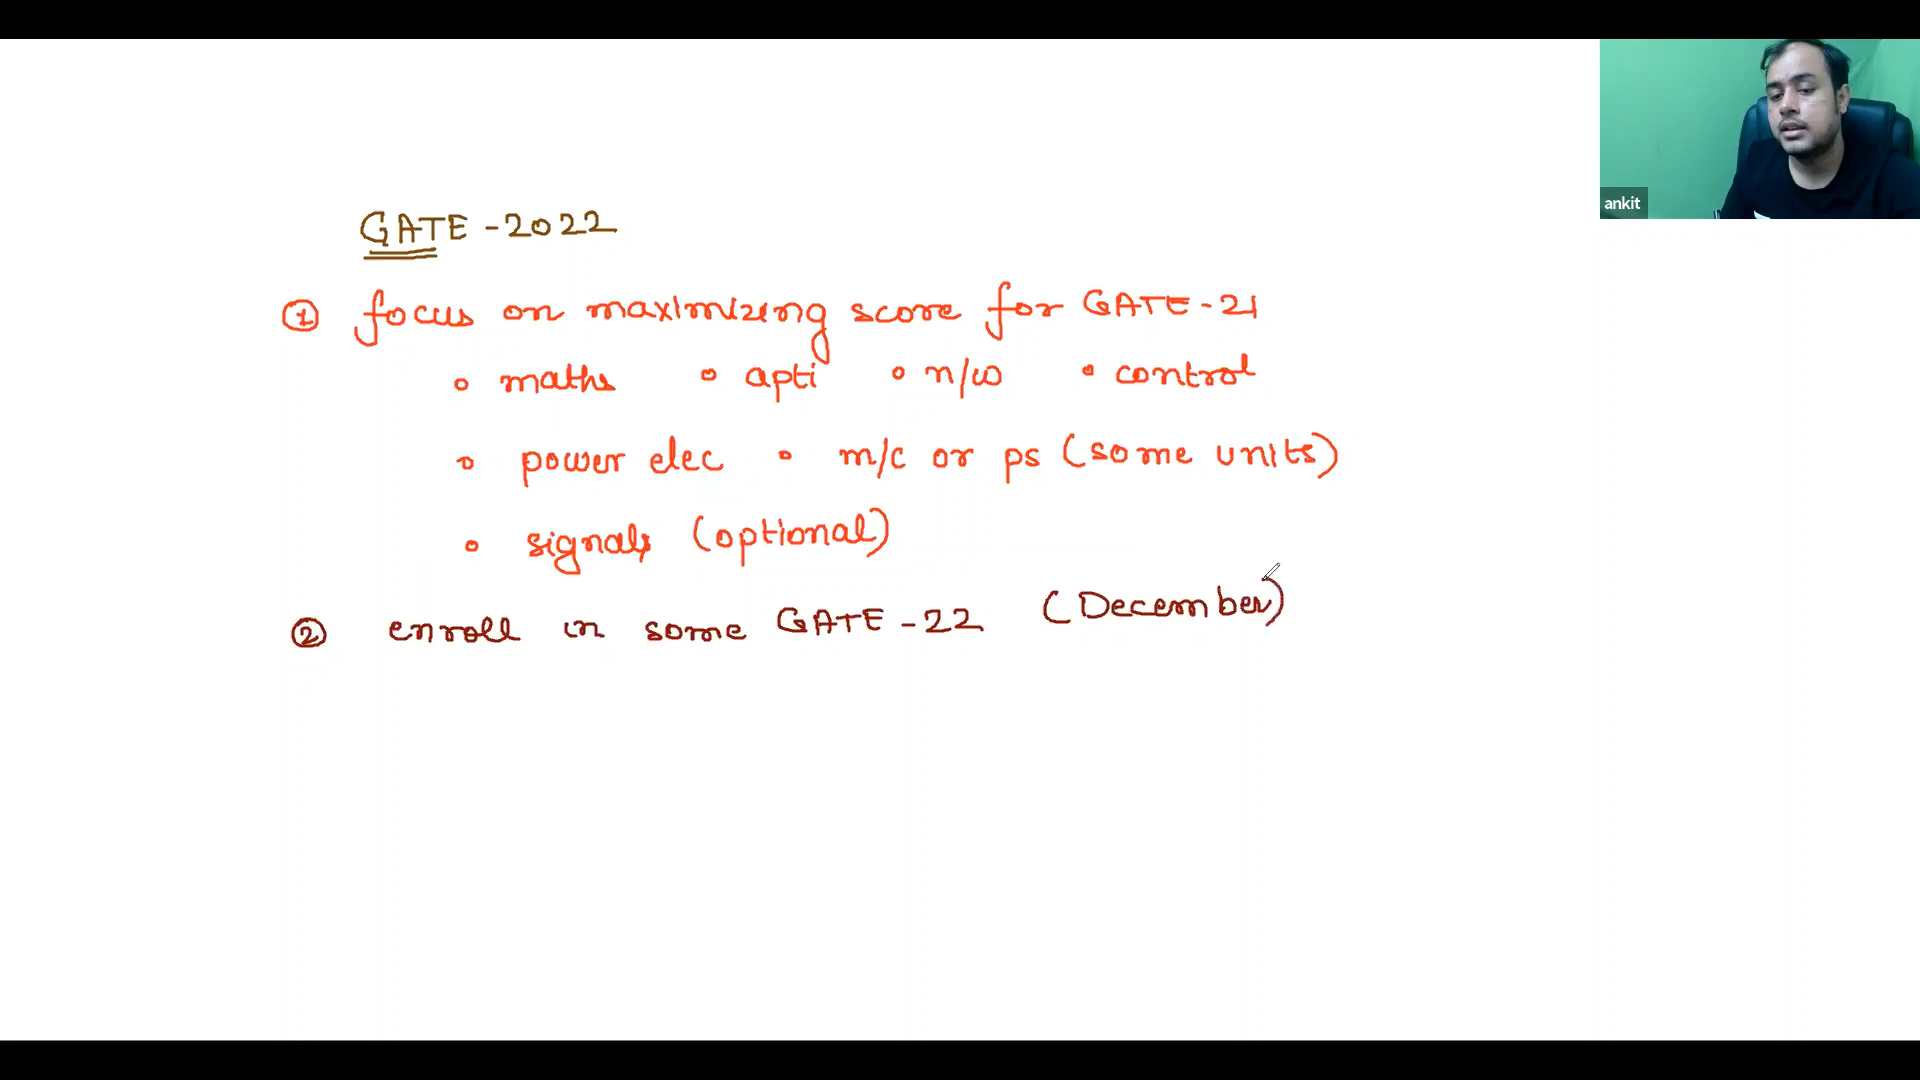 ankit
GATE - 2022
1 focus on maximizing score for GATE-21
• maths • apti • n/w • control
• power elec • m/c or ps (some units)
• signals (optional)
2 enroll in some GATE-22 (December)